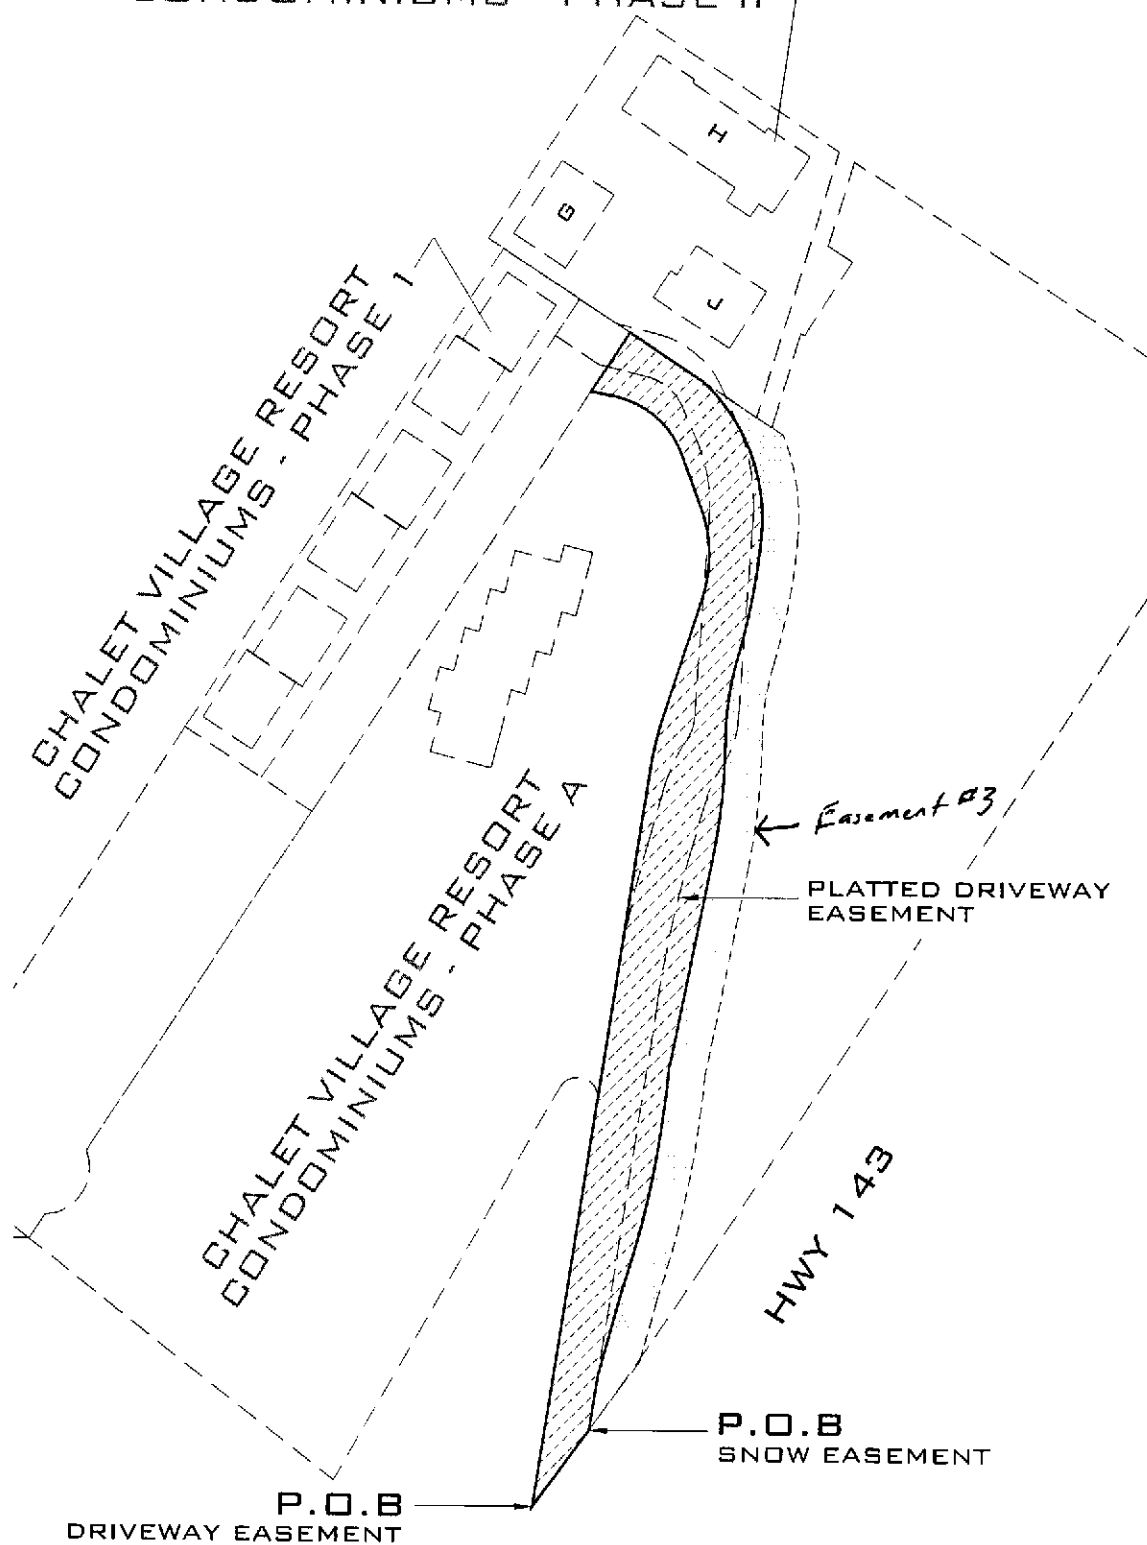 CONDOMINIUMS - PHASE II
H
G
J
CHALET VILLAGE RESORT
CONDOMINIUMS - PHASE 1
Easement #3
PLATTED DRIVEWAY
EASEMENT
CHALET VILLAGE RESORT
CONDOMINIUMS - PHASE A
HWY 143
P.O.B
SNOW EASEMENT
P.O.B
DRIVEWAY EASEMENT